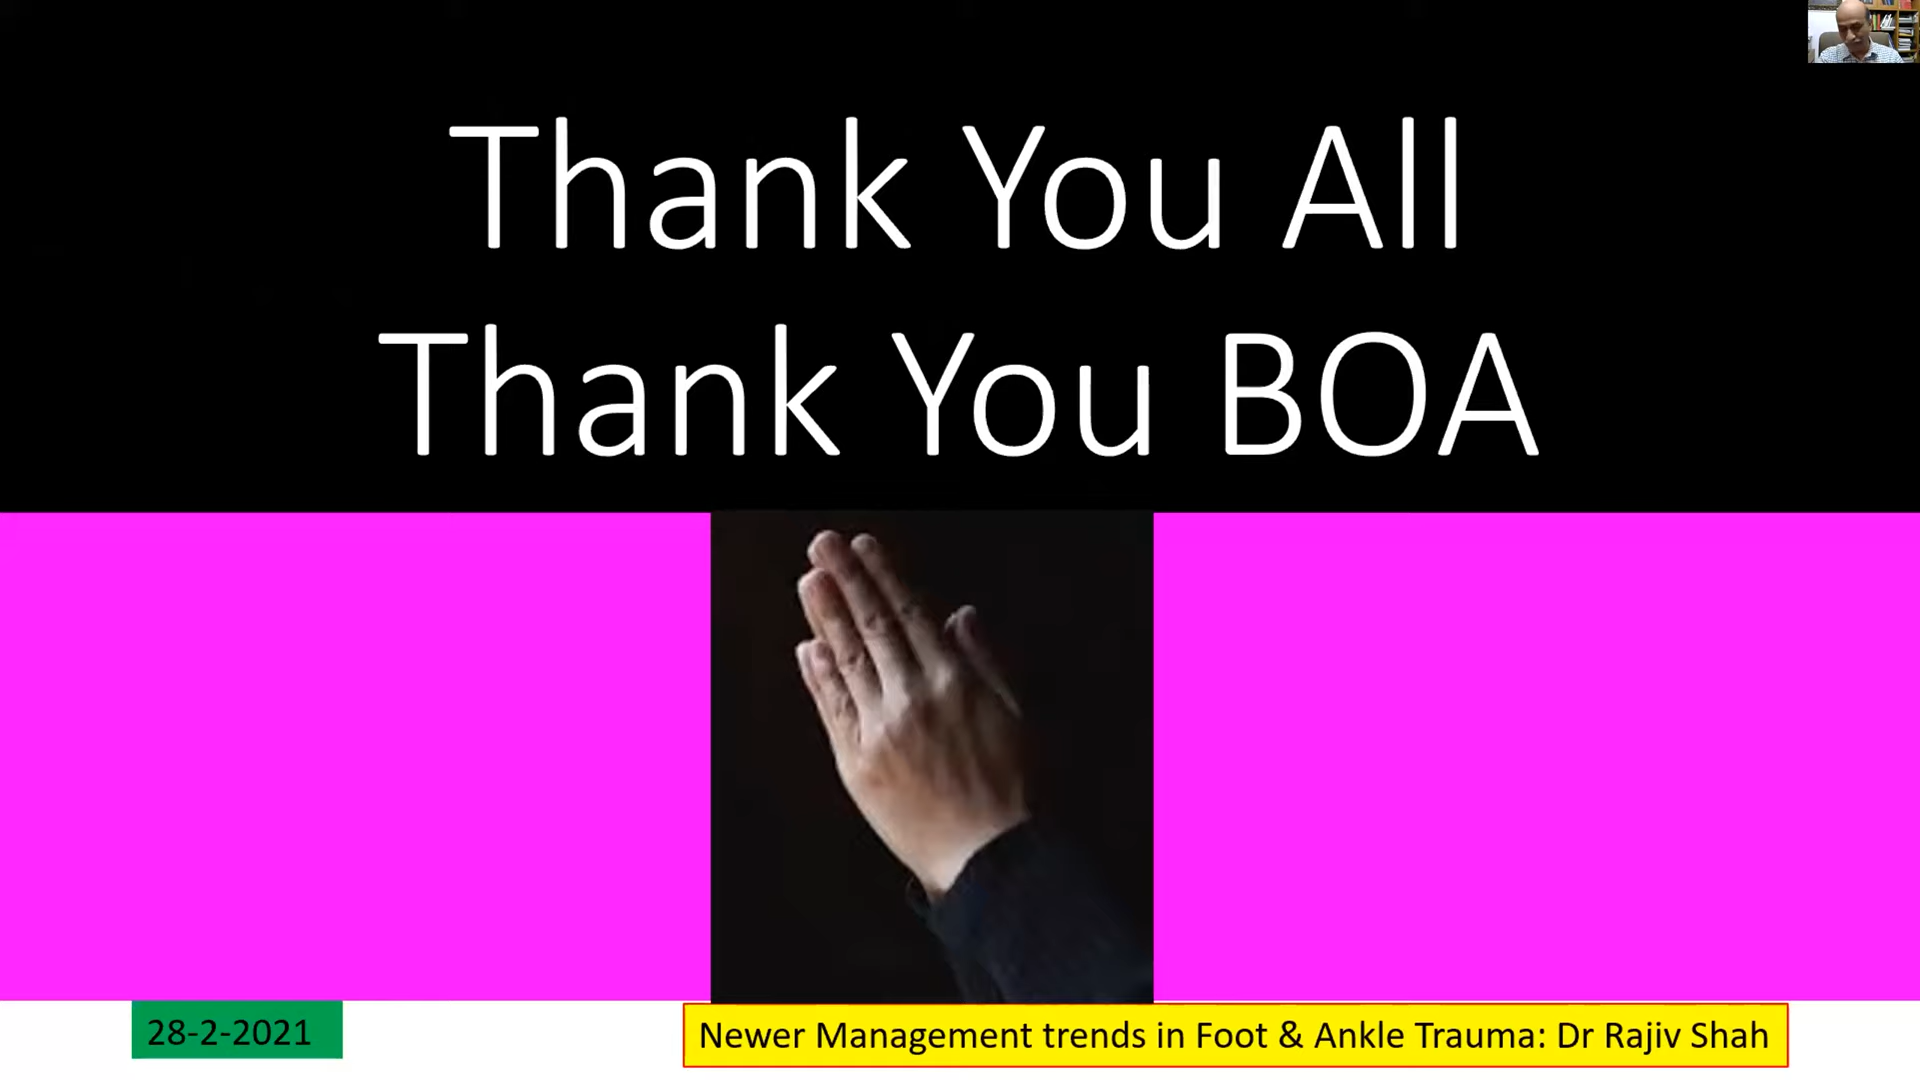 Thank You All
Thank You BOA
28-2-2021
Newer Management trends in Foot & Ankle Trauma: Dr Rajiv Shah